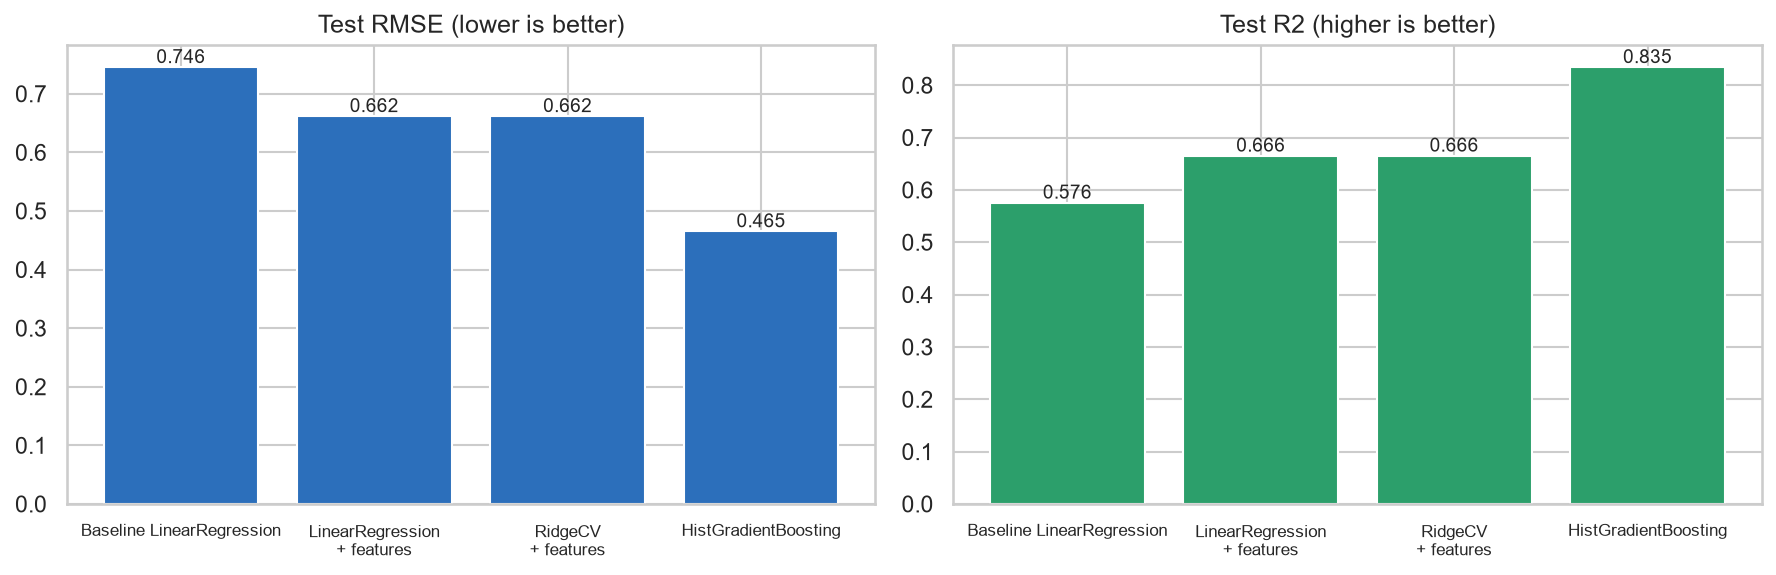 Test RMSE (lower is better)
0.746
0.662
0.662
0.465
0.7
0.6
0.5
0.4
0.3
0.2
0.1
0.0
Baseline LinearRegression
LinearRegression
+ features
RidgeCV
+ features
HistGradientBoosting
Test R2 (higher is better)
0.576
0.666
0.666
0.835
0.8
0.7
0.6
0.5
0.4
0.3
0.2
0.1
0.0
Baseline LinearRegression
LinearRegression
+ features
RidgeCV
+ features
HistGradientBoosting